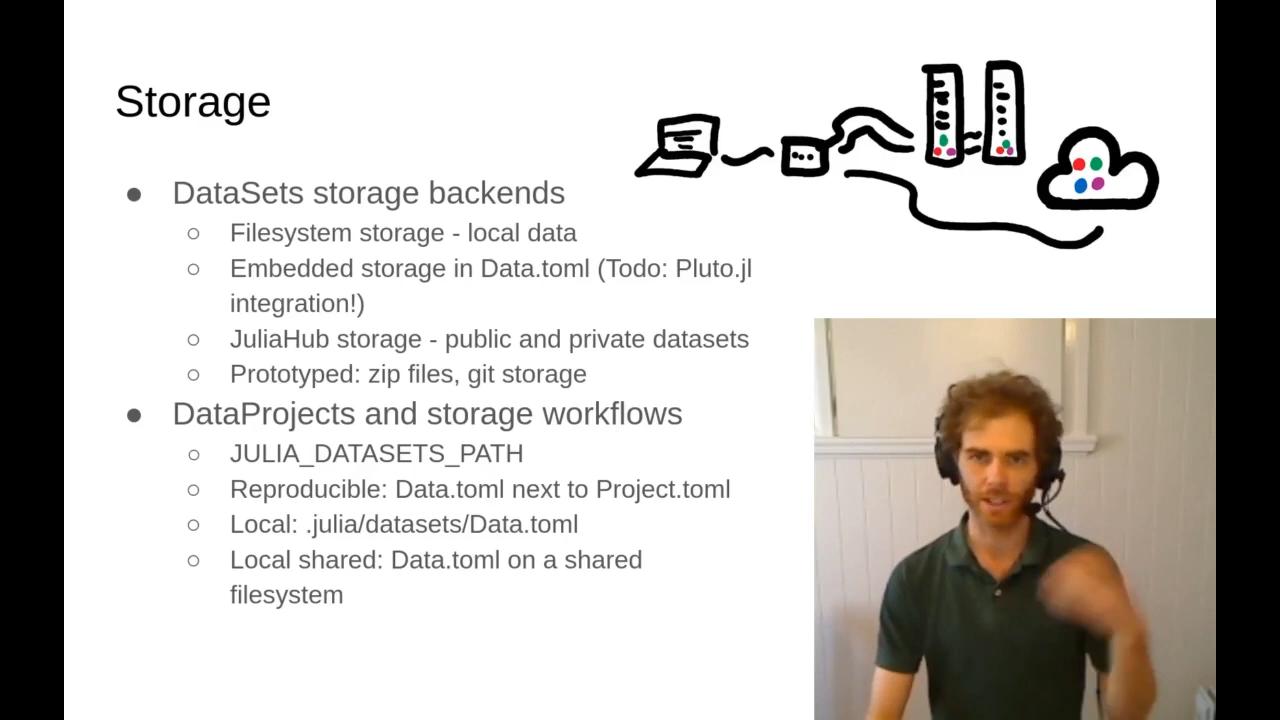 Storage
● DataSets storage backends
○ Filesystem storage - local data
○ Embedded storage in Data.toml (Todo: Pluto.jl
integration!)
○ JuliaHub storage - public and private datasets
○ Prototyped: zip files, git storage
● DataProjects and storage workflows
○ JULIA_DATASETS_PATH
○ Reproducible: Data.toml next to Project.toml
○ Local: .julia/datasets/Data.toml
○ Local shared: Data.toml on a shared
filesystem